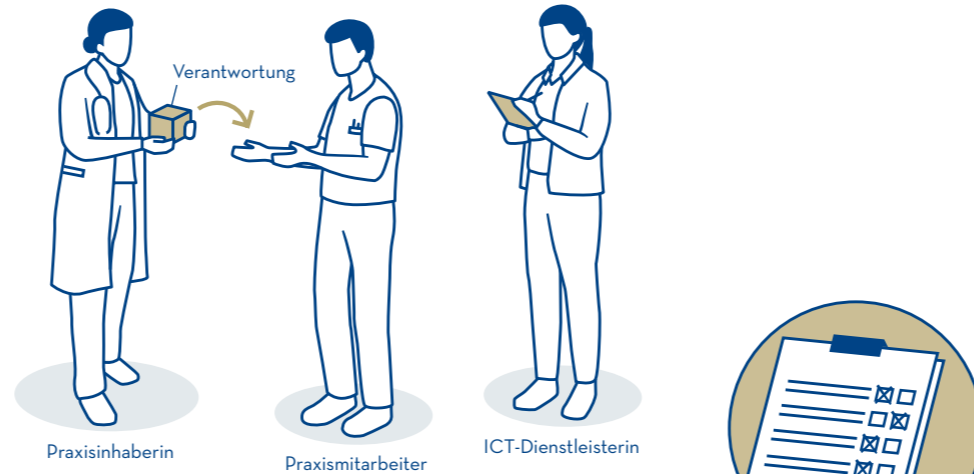 Verantwortung
Praxisinhaberin
Praxismitarbeiter
ICT-Dienstleisterin